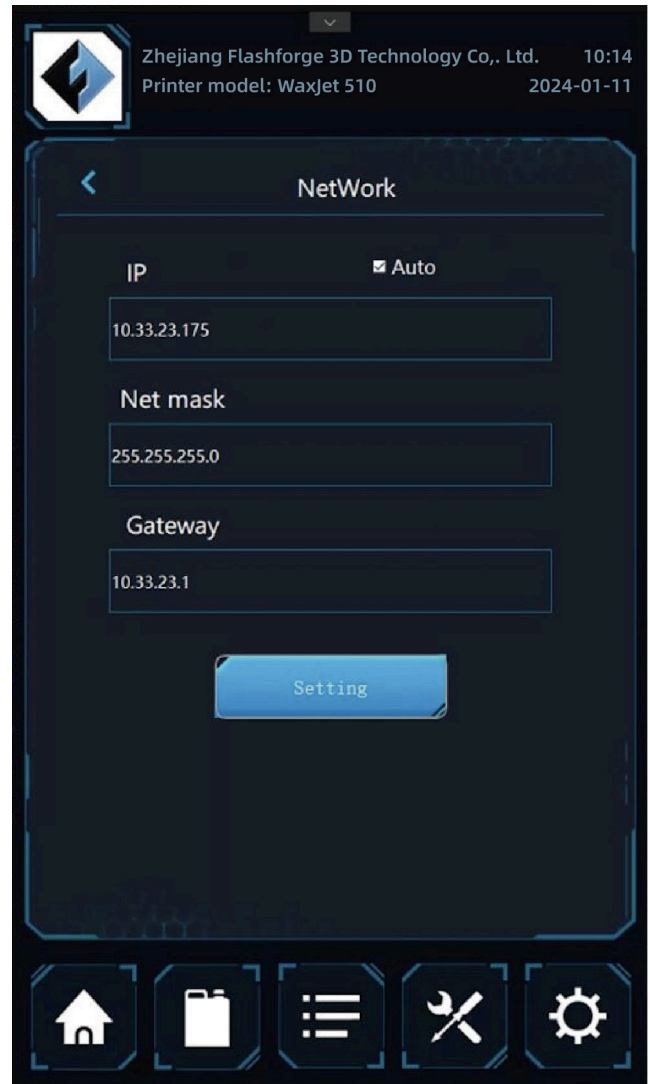 Zhejiang Flashforge 3D Technology Co,. Ltd. 10:14
Printer model: WaxJet 510 2024-01-11
NetWork
IP Auto
10.33.23.175
Net mask
255.255.255.0
Gateway
10.33.23.1
Setting